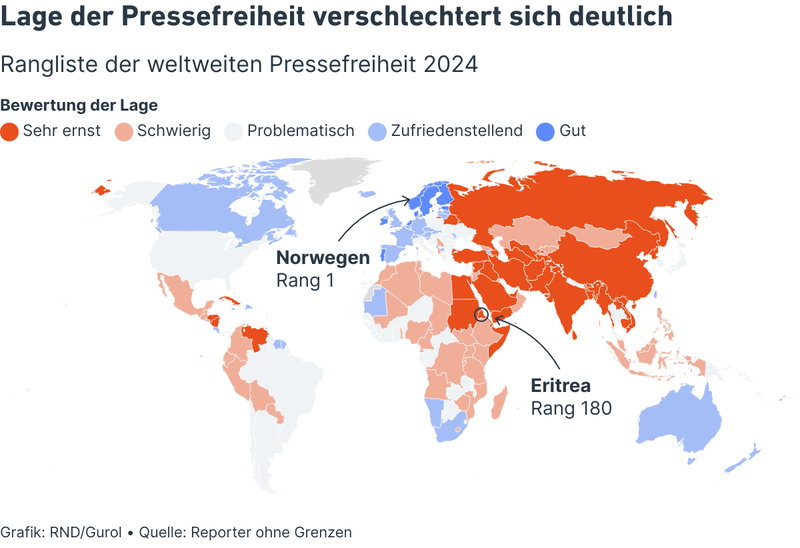 Lage der Pressefreiheit verschlechtert sich deutlich
Rangliste der weltweiten Pressefreiheit 2024
Bewertung der Lage
Sehr ernst Schwierig Problematisch Zufriedenstellend Gut
Norwegen
Rang 1
Eritrea
Rang 180
Grafik: RND/Gurol • Quelle: Reporter ohne Grenzen